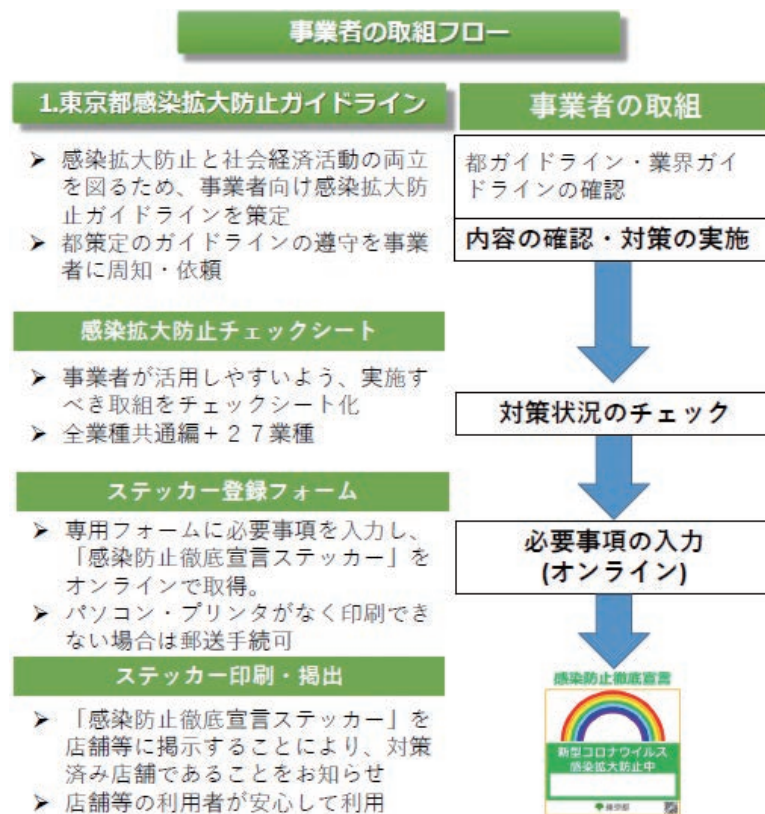 事業者の取組フロー
1.東京都感染拡大防止ガイドライン
➤ 感染拡大防止と社会経済活動の両立
を図るため、事業者向け感染拡大防
止ガイドラインを策定
➤ 都策定のガイドラインの遵守を事業
者に周知・依頼
感染拡大防止チェックシート
➤ 事業者が活用しやすいよう、実施す
べき取組をチェックシート化
➤ 全業種共通編+27業種
ステッカー登録フォーム
➤ 専用フォームに必要事項を入力し、
「感染防止徹底宣言ステッカー」を
オンラインで取得。
➤ パソコン・プリンタがなく印刷でき
ない場合は郵送手続可
ステッカー印刷・掲出
➤ 「感染防止徹底宣言ステッカー」を
店舗等に掲示することにより、対策
済み店舗であることをお知らせ
➤ 店舗等の利用者が安心して利用
事業者の取組
都ガイドライン・業界ガイ
ドラインの確認
内容の確認・対策の実施
対策状況のチェック
必要事項の入力
(オンライン)
感染防止徹底宣言
新型コロナウイルス
感染拡大防止中
東京都